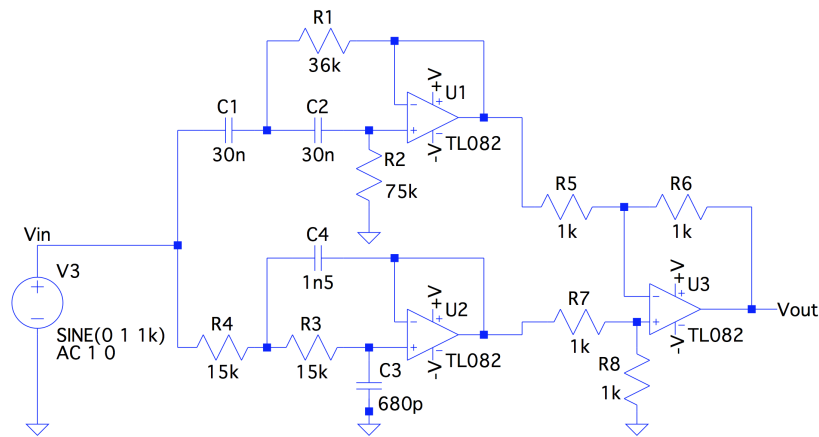 R1
36k
+V
U1
C1
C2
-V
TL082
30n
30n
R2
75k
R5
R6
1k
1k
Vin
C4
V3
1n5
+V
+V
U2
U3
R4
R3
R7
Vout
SINE(0 1 1k)
AC 1 0
-V
TL082
-V
TL082
15k
15k
C3
1k
R8
1k
680p